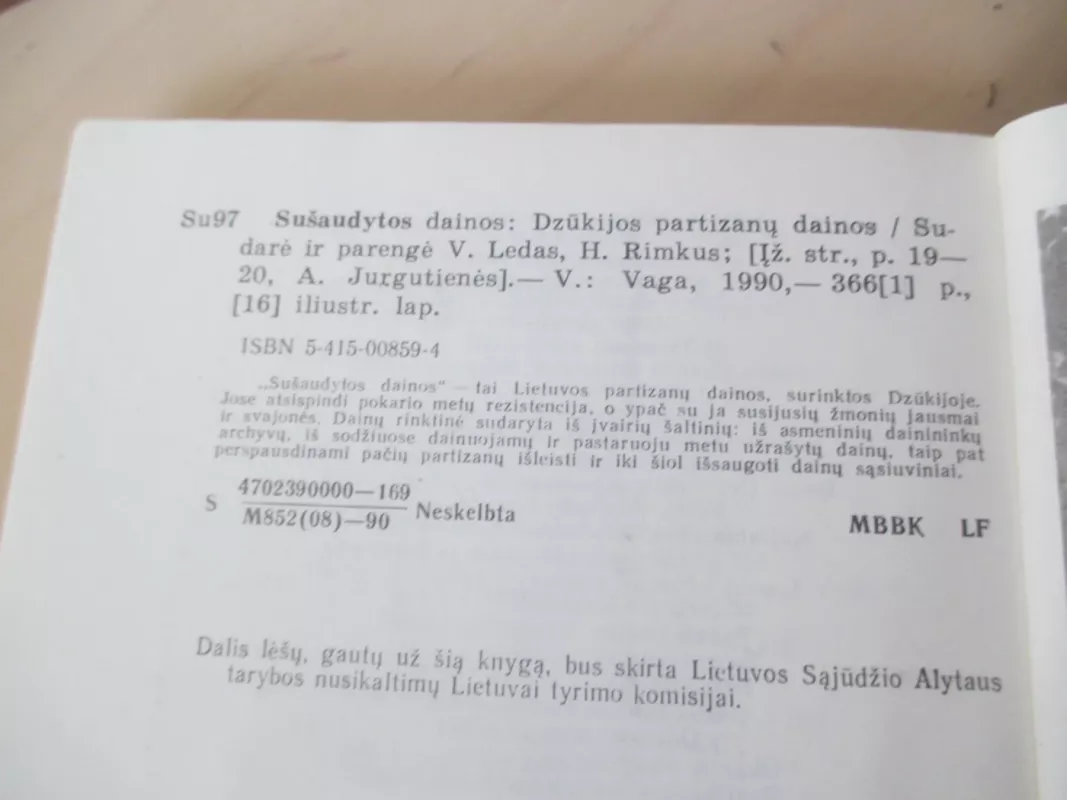 Su97 Sušaudytos dainos: Dzūkijos partizanų dainos / Su-
darė ir parengė V. Ledas, H. Rimkus; [Įž. str., p. 19—
20, A. Jurgutienės].— V.: Vaga, 1990,— 366[1] p.,
[16] iliustr. lap.
ISBN 5-415-00859-4
„Sušaudytos dainos“ — tai Lietuvos partizanų dainos, surinktos Dzūkijoje.
Jose atsispindi pokario metų rezistencija, o ypač su ja susijusių žmonių jausmai
ir svajonės. Dainų rinktinė sudaryta iš įvairių šaltinių: iš asmeninių dainininkų
archyvų, iš sodžiuose dainuojamų ir pastaruoju metu užrašytų dainų, taip pat
perspausdinami pačių partizanų išleisti ir iki šiol išsaugoti dainų sąsiuviniai.
4702390000—169
S M852(08)—90 Neskelbta
MBBK LF
Dalis lėšų, gautų už šią knygą, bus skirta Lietuvos Sąjūdžio Alytaus
tarybos nusikaltimų Lietuvai tyrimo komisijai.